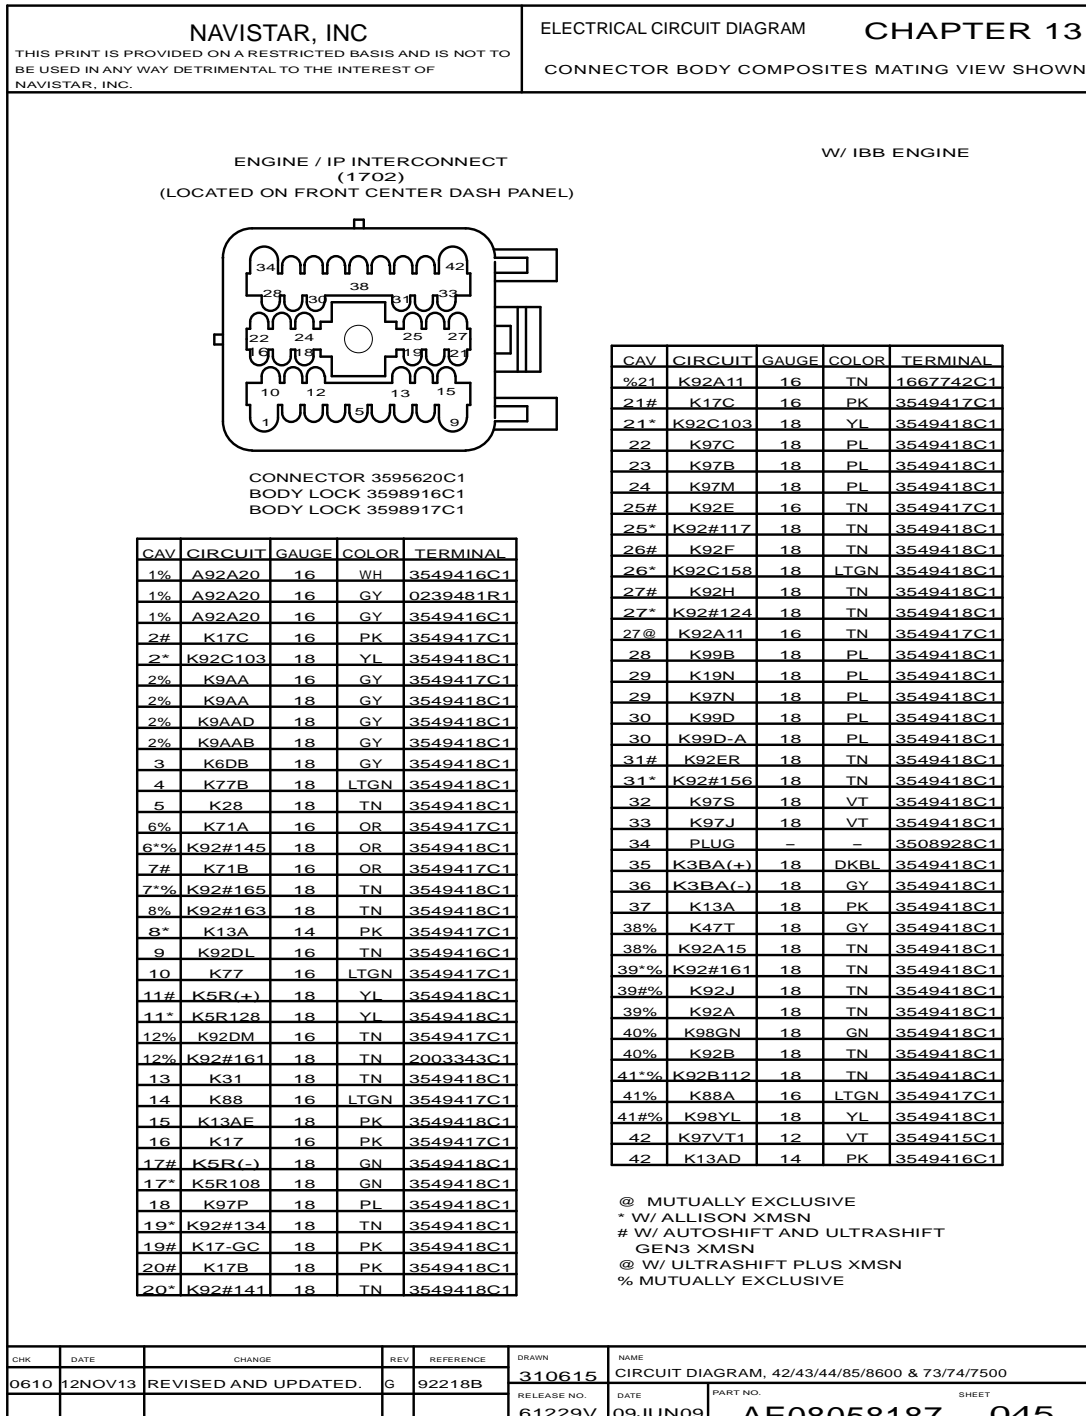 NAVISTAR, INC
THIS PRINT IS PROVIDED ON A RESTRICTED BASIS AND IS NOT TO
BE USED IN ANY WAY DETRIMENTAL TO THE INTEREST OF
NAVISTAR, INC.
ELECTRICAL CIRCUIT DIAGRAM CHAPTER 13
CONNECTOR BODY COMPOSITES MATING VIEW SHOWN
W/ IBB ENGINE
ENGINE / IP INTERCONNECT
(1702)
(LOCATED ON FRONT CENTER DASH PANEL)
34 42
38
28 30 31 33
22 24 25 27
16 18 19 21
10 12 13 15
1 5 9
CONNECTOR 3595620C1
BODY LOCK 3598916C1
BODY LOCK 3598917C1
CAV CIRCUIT GAUGE COLOR TERMINAL
1% A92A20 16 WH 3549416C1
1% A92A20 16 GY 0239481R1
1% A92A20 16 GY 3549416C1
2# K17C 16 PK 3549417C1
2* K92C103 18 YL 3549418C1
2% K9AA 16 GY 3549417C1
2% K9AA 18 GY 3549418C1
2% K9AAD 18 GY 3549418C1
2% K9AAB 18 GY 3549418C1
3 K6DB 18 GY 3549418C1
4 K77B 18 LTGN 3549418C1
5 K28 18 TN 3549418C1
6% K71A 16 OR 3549417C1
6*% K92#145 18 OR 3549418C1
7# K71B 16 OR 3549417C1
7*% K92#165 18 TN 3549418C1
8% K92#163 18 TN 3549418C1
8* K13A 14 PK 3549417C1
9 K92DL 16 TN 3549416C1
10 K77 16 LTGN 3549417C1
11# K5R(+) 18 YL 3549418C1
11* K5R128 18 YL 3549418C1
12% K92DM 16 TN 3549417C1
12% K92#161 18 TN 2003343C1
13 K31 18 TN 3549418C1
14 K88 16 LTGN 3549417C1
15 K13AE 18 PK 3549418C1
16 K17 16 PK 3549417C1
17# K5R(-) 18 GN 3549418C1
17* K5R108 18 GN 3549418C1
18 K97P 18 PL 3549418C1
19* K92#134 18 TN 3549418C1
19# K17-GC 18 PK 3549418C1
20# K17B 18 PK 3549418C1
20* K92#141 18 TN 3549418C1
CAV CIRCUIT GAUGE COLOR TERMINAL
%21 K92A11 16 TN 1667742C1
21# K17C 16 PK 3549417C1
21* K92C103 18 YL 3549418C1
22 K97C 18 PL 3549418C1
23 K97B 18 PL 3549418C1
24 K97M 18 PL 3549418C1
25# K92E 16 TN 3549417C1
25* K92#117 18 TN 3549418C1
26# K92F 18 TN 3549418C1
26* K92C158 18 LTGN 3549418C1
27# K92H 18 TN 3549418C1
27* K92#124 18 TN 3549418C1
27@ K92A11 16 TN 3549417C1
28 K99B 18 PL 3549418C1
29 K19N 18 PL 3549418C1
29 K97N 18 PL 3549418C1
30 K99D 18 PL 3549418C1
30 K99D-A 18 PL 3549418C1
31# K92ER 18 TN 3549418C1
31* K92#156 18 TN 3549418C1
32 K97S 18 VT 3549418C1
33 K97J 18 VT 3549418C1
34 PLUG – – 3508928C1
35 K3BA(+) 18 DKBL 3549418C1
36 K3BA(-) 18 GY 3549418C1
37 K13A 18 PK 3549418C1
38% K47T 18 GY 3549418C1
38% K92A15 18 TN 3549418C1
39*% K92#161 18 TN 3549418C1
39#% K92J 18 TN 3549418C1
39% K92A 18 TN 3549418C1
40% K98GN 18 GN 3549418C1
40% K92B 18 TN 3549418C1
41*% K92B112 18 TN 3549418C1
41% K88A 16 LTGN 3549417C1
41#% K98YL 18 YL 3549418C1
42 K97VT1 12 VT 3549415C1
42 K13AD 14 PK 3549416C1
@ MUTUALLY EXCLUSIVE
* W/ ALLISON XMSN
# W/ AUTOSHIFT AND ULTRASHIFT
GEN3 XMSN
@ W/ ULTRASHIFT PLUS XMSN
% MUTUALLY EXCLUSIVE
CHK DATE CHANGE REV REFERENCE
0610 12NOV13 REVISED AND UPDATED. G 92218B
DRAWN
310615
NAME
CIRCUIT DIAGRAM, 42/43/44/85/8600 & 73/74/7500
RELEASE NO. DATE PART NO. SHEET
61229V 09JUN09 AE08058187 045